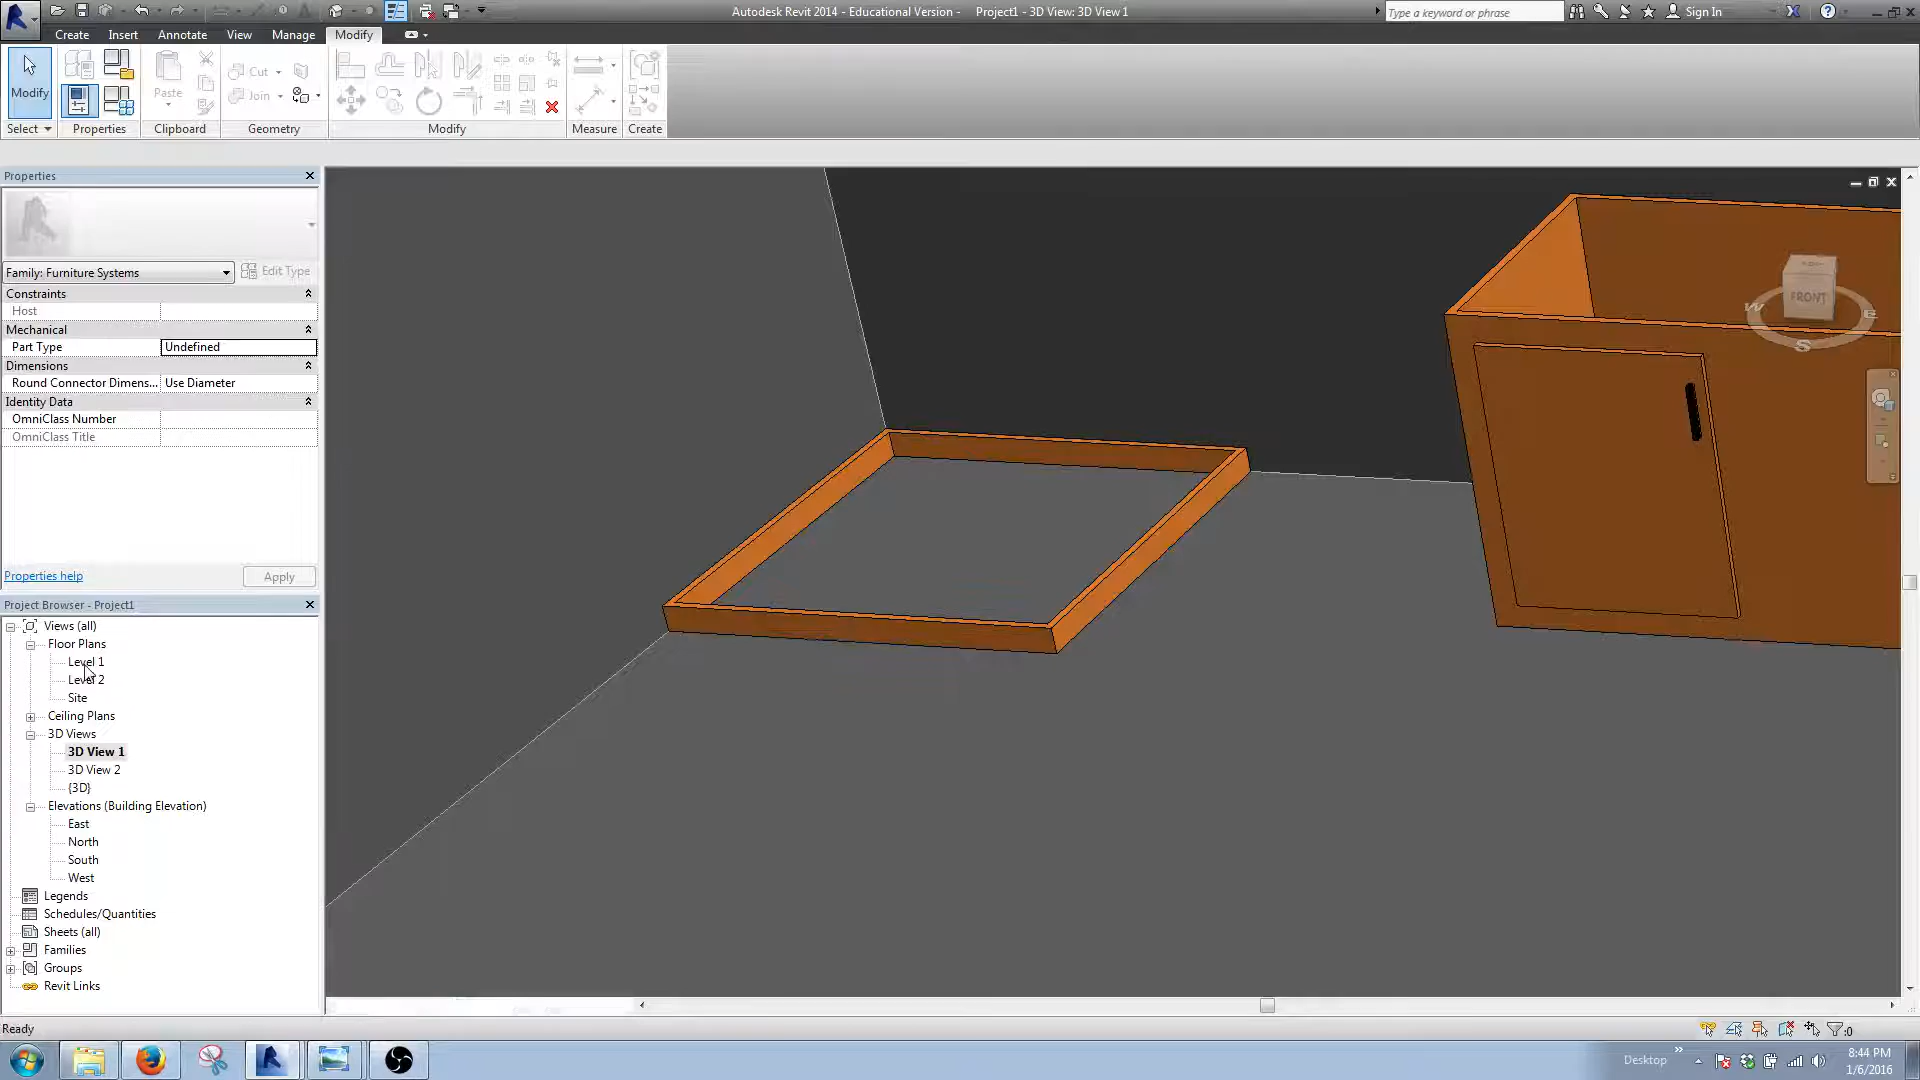 Autodesk Revit 2014 - Educational Version - Project1 - 3D View: 3D View 1
Type a keyword or phrase
Sign In
Create Insert Annotate View Manage Modify
Modify
Cut
Paste
Join
Select Properties Clipboard Geometry Modify Measure Create
Properties
Family: Furniture Systems
Edit Type
Constraints
Host
Mechanical
Part Type Undefined
Dimensions
Round Connector Dimens... Use Diameter
Identity Data
OmniClass Number
OmniClass Title
Properties help
Apply
FRONT
W
E
S
Project Browser - Project1
Views (all)
Floor Plans
Level 1
Level 2
Site
Ceiling Plans
3D Views
3D View 1
3D View 2
{3D}
Elevations (Building Elevation)
East
North
South
West
Legends
Schedules/Quantities
Sheets (all)
Families
Groups
Revit Links
Ready
:0
Desktop
8:44 PM
1/6/2016